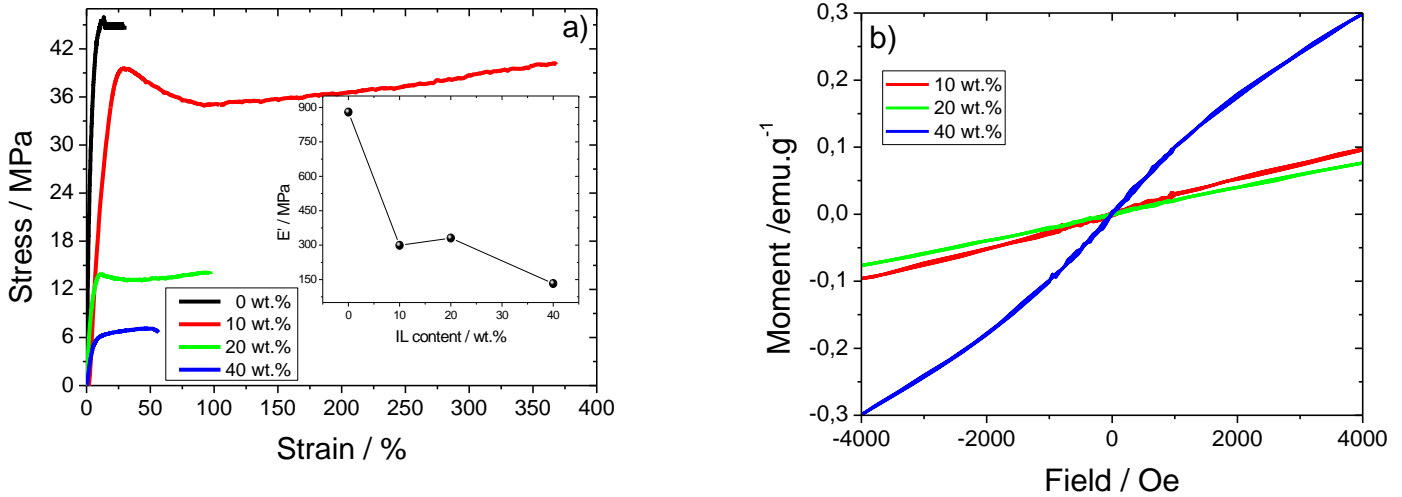 a)
Stress / MPa
42
36
30
24
18
12
6
0
0 50 100 150 200 250 300 350 400
Strain / %
0 wt.%
10 wt.%
20 wt.%
40 wt.%
E' / MPa
900
750
600
450
300
150
0 10 20 30 40
IL content / wt.%
b)
Moment /emu.g-1
0,3
0,2
0,1
0,0
-0,1
-0,2
-0,3
-4000 -2000 0 2000 4000
Field / Oe
10 wt.%
20 wt.%
40 wt.%